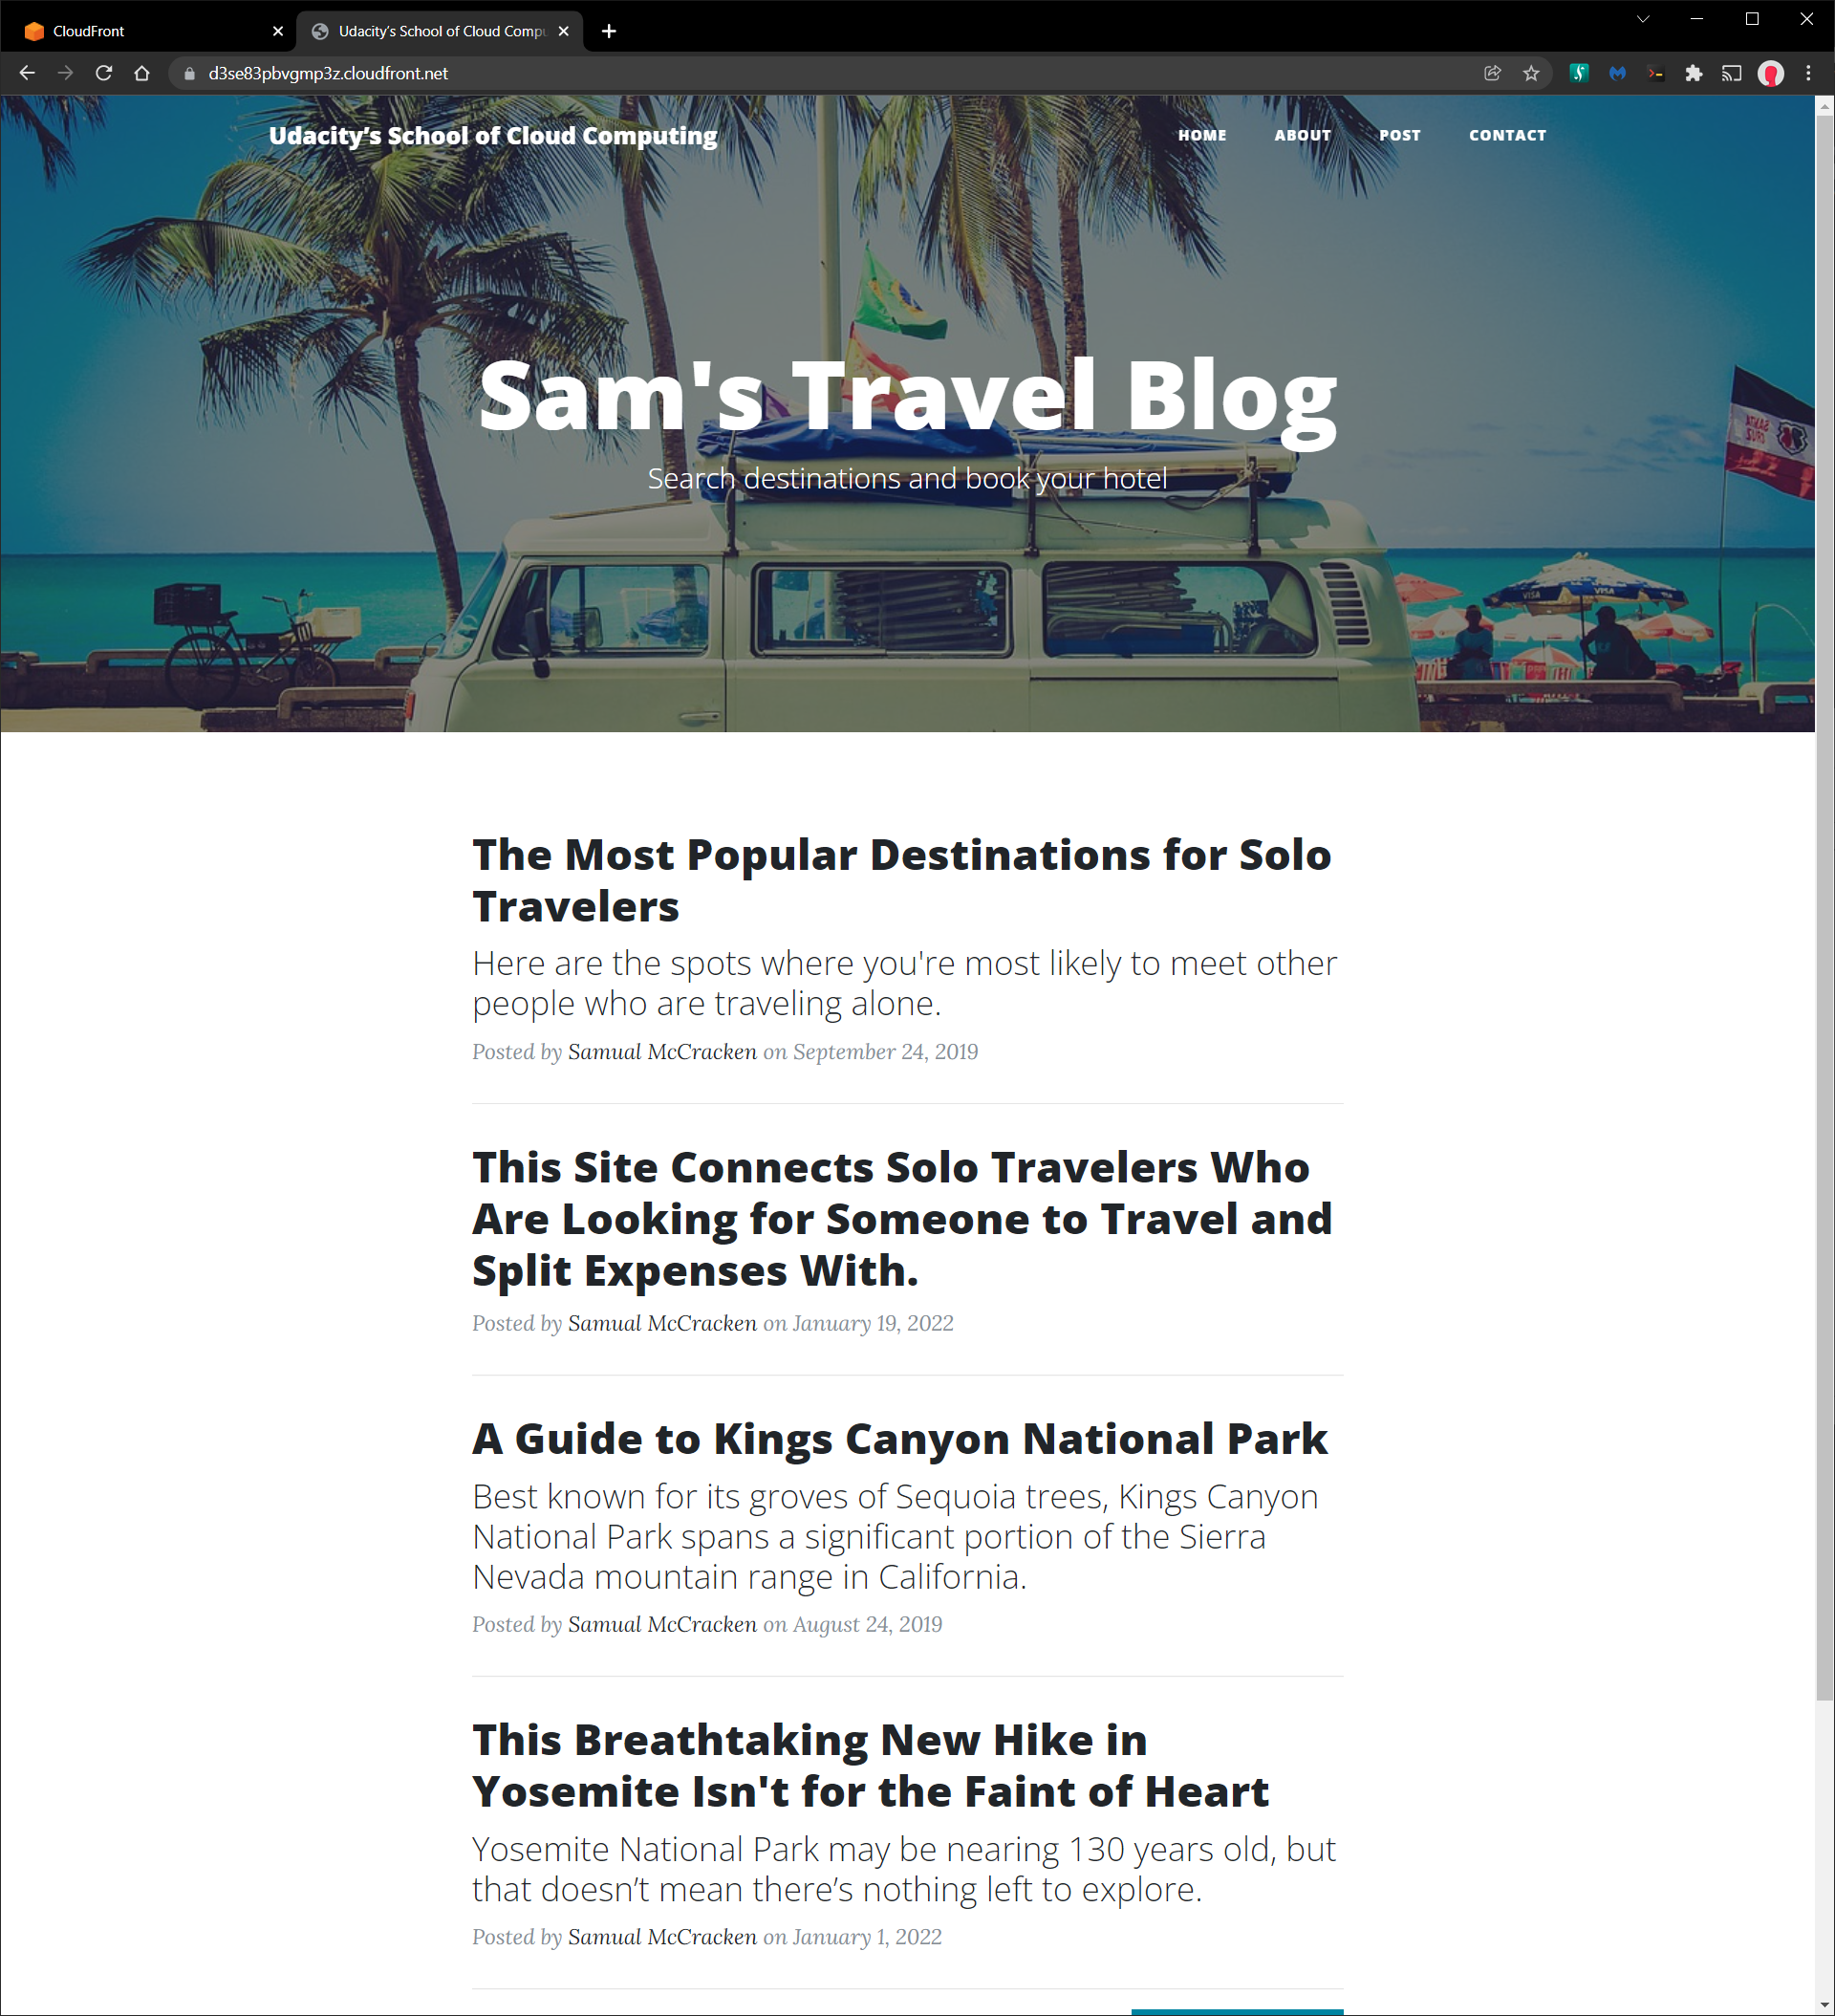 CloudFront
Udacity's School of Cloud Compu
d3se83pbvgmp3z.cloudfront.net
Udacity’s School of Cloud Computing
HOME ABOUT POST CONTACT
Sam's Travel Blog
Search destinations and book your hotel
SANTA CRUZ
VISA VISA
The Most Popular Destinations for Solo
Travelers
Here are the spots where you're most likely to meet other
people who are traveling alone.
Posted by Samual McCracken on September 24, 2019
This Site Connects Solo Travelers Who
Are Looking for Someone to Travel and
Split Expenses With.
Posted by Samual McCracken on January 19, 2022
A Guide to Kings Canyon National Park
Best known for its groves of Sequoia trees, Kings Canyon
National Park spans a significant portion of the Sierra
Nevada mountain range in California.
Posted by Samual McCracken on August 24, 2019
This Breathtaking New Hike in
Yosemite Isn't for the Faint of Heart
Yosemite National Park may be nearing 130 years old, but
that doesn’t mean there’s nothing left to explore.
Posted by Samual McCracken on January 1, 2022